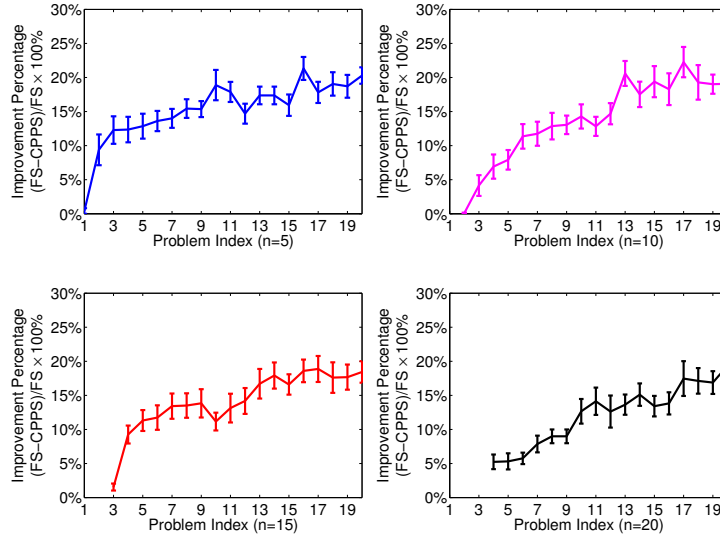 30%
25%
20%
15%
10%
5%
0%
Improvement Percentage
(FS−CPPS)/FS × 100%
1 3 5 7 9 11 13 15 17 19
Problem Index (n=5)
30%
25%
20%
15%
10%
5%
0%
Improvement Percentage
(FS−CPPS)/FS × 100%
1 3 5 7 9 11 13 15 17 19
Problem Index (n=10)
30%
25%
20%
15%
10%
5%
0%
Improvement Percentage
(FS−CPPS)/FS × 100%
1 3 5 7 9 11 13 15 17 19
Problem Index (n=15)
30%
25%
20%
15%
10%
5%
0%
Improvement Percentage
(FS−CPPS)/FS × 100%
1 3 5 7 9 11 13 15 17 19
Problem Index (n=20)